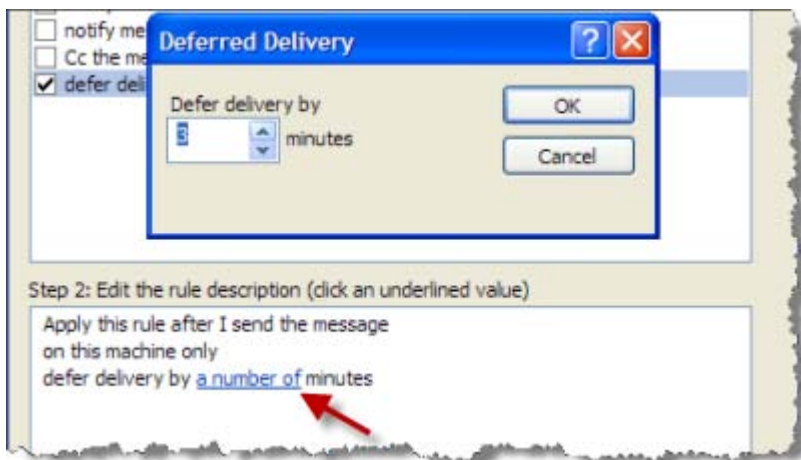 notify me
Deferred Delivery
Cc the me
defer deli
Defer delivery by
3 minutes
OK
Cancel
Step 2: Edit the rule description (click an underlined value)
Apply this rule after I send the message
on this machine only
defer delivery by a number of minutes